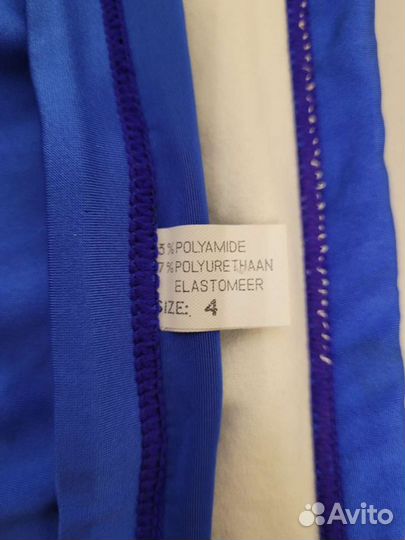 3% POLYAMIDE
7% POLYURETHAAN
ELASTOMEER
SIZE: 4
Avito